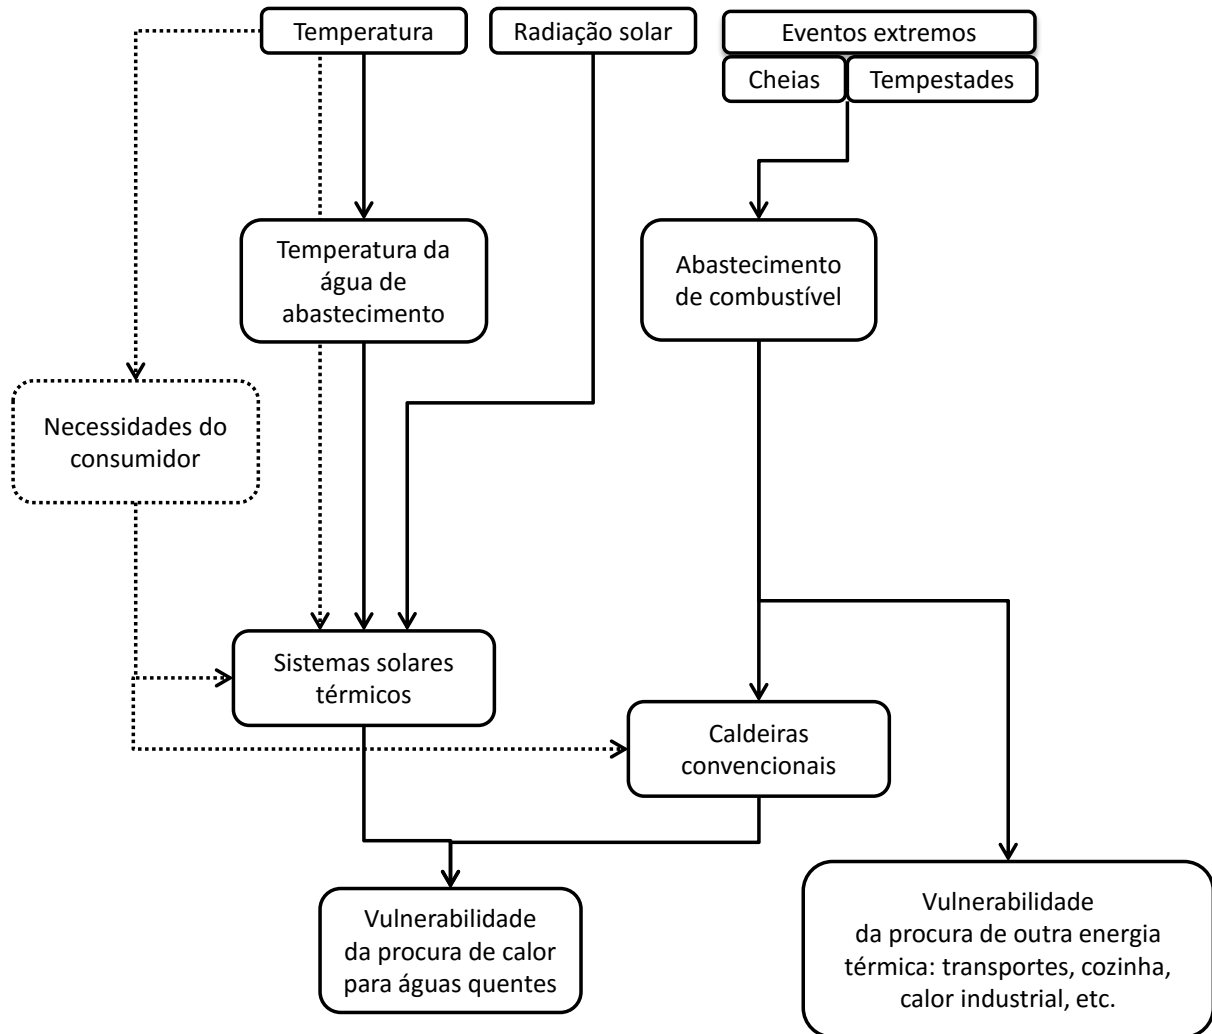 Temperatura
Radiação solar
Eventos extremos
Cheias
Tempestades
Temperatura da
água de
abastecimento
Abastecimento
de combustível
Necessidades do
consumidor
Sistemas solares
térmicos
Caldeiras
convencionais
Vulnerabilidade
da procura de calor
para águas quentes
Vulnerabilidade
da procura de outra energia
térmica: transportes, cozinha,
calor industrial, etc.